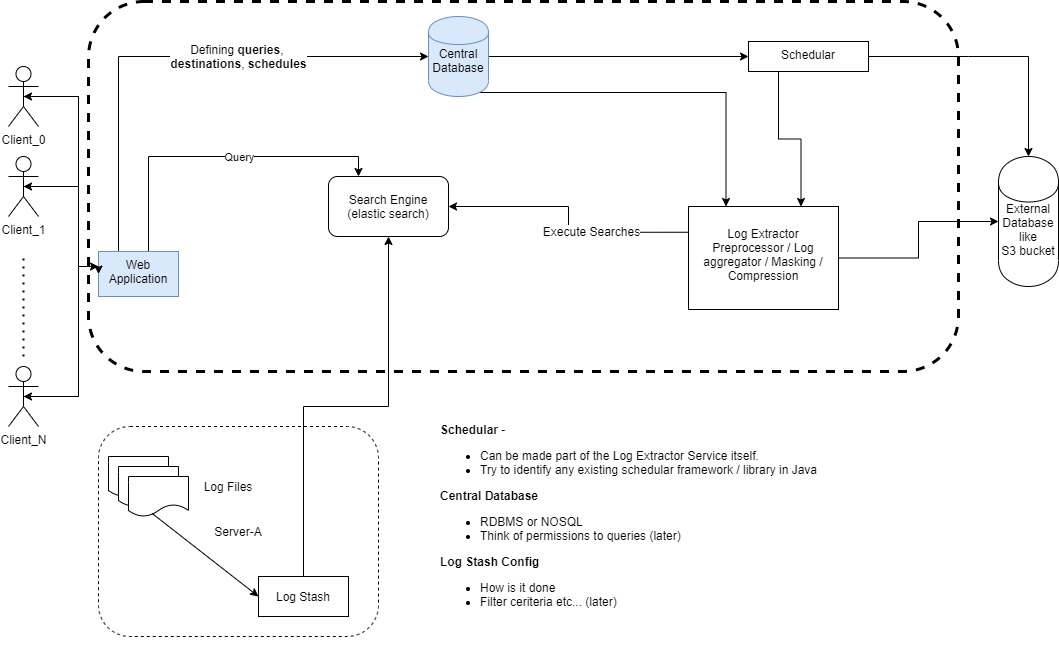 Defining queries,
destinations, schedules
Central
Database
Schedular
Client_0
Query
Client_1
Search Engine
(elastic search)
Execute Searches
Log Extractor
Preprocessor / Log
aggregator / Masking /
Compression
External
Database
like
S3 bucket
Web
Application
Client_N
Log Files
Server-A
Log Stash
Schedular -
Can be made part of the Log Extractor Service itself.
Try to identify any existing schedular framework / library in Java
Central Database
RDBMS or NOSQL
Think of permissions to queries (later)
Log Stash Config
How is it done
Filter ceriteria etc... (later)